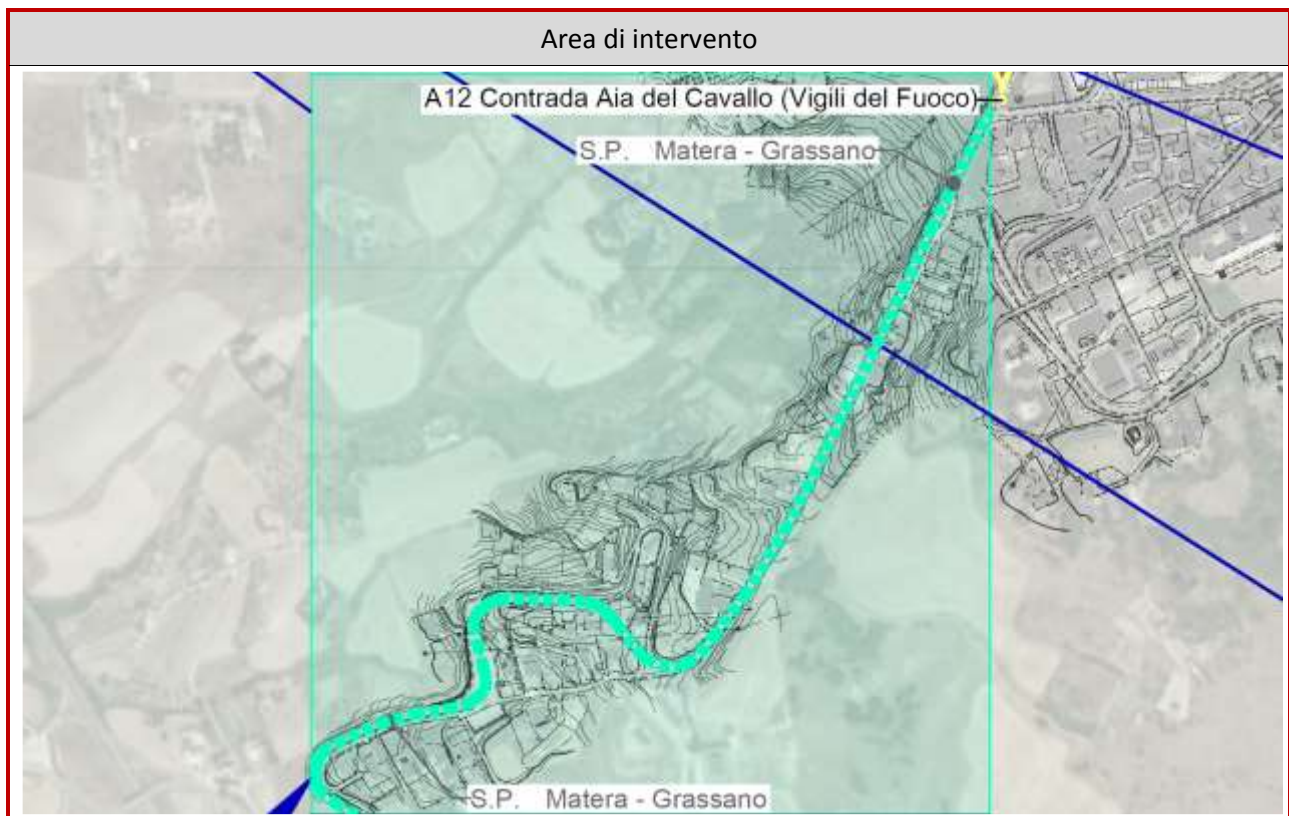 Area di intervento
A12 Contrada Aia del Cavallo (Vigili del Fuoco)
S.P. Matera - Grassano
S.P. Matera - Grassano